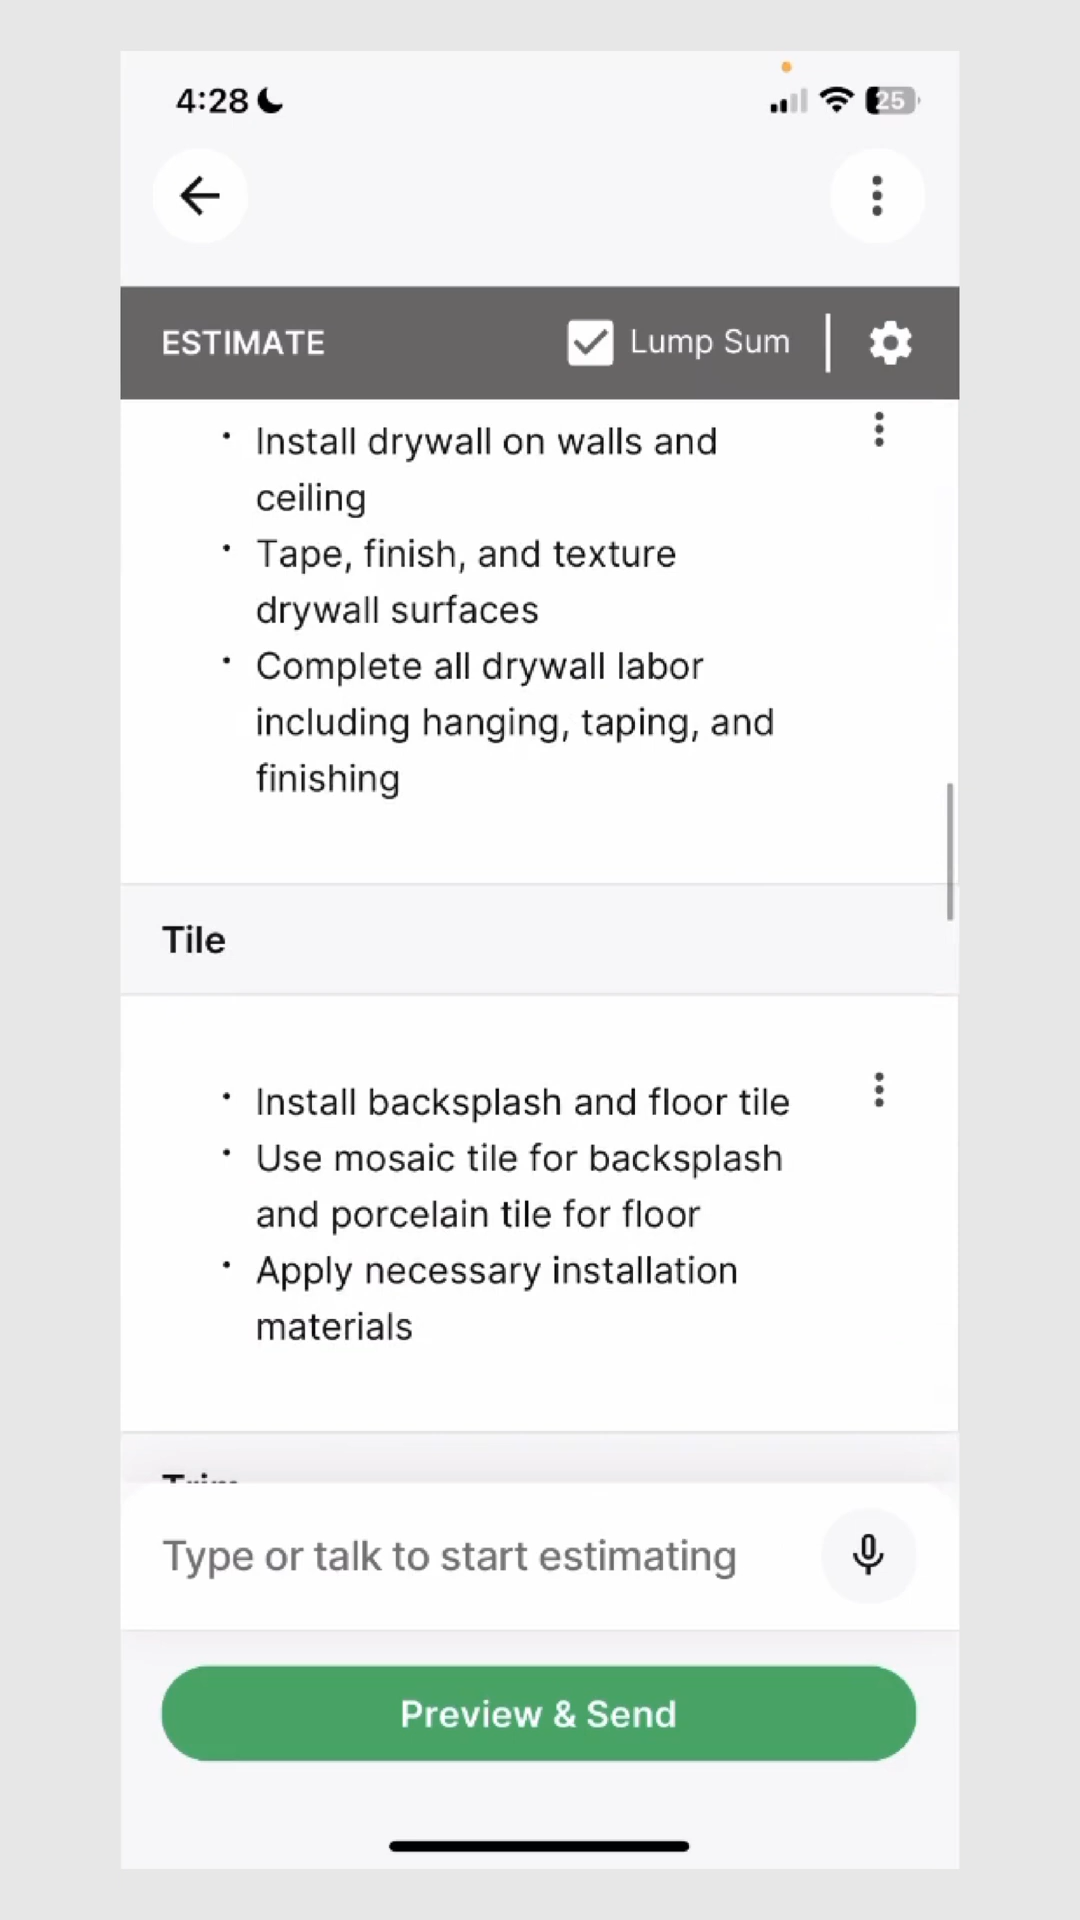 4:28
25
ESTIMATE
Lump Sum
• Install drywall on walls and
ceiling
• Tape, finish, and texture
drywall surfaces
• Complete all drywall labor
including hanging, taping, and
finishing
Tile
• Install backsplash and floor tile
• Use mosaic tile for backsplash
and porcelain tile for floor
• Apply necessary installation
materials
Trim
Type or talk to start estimating
Preview & Send